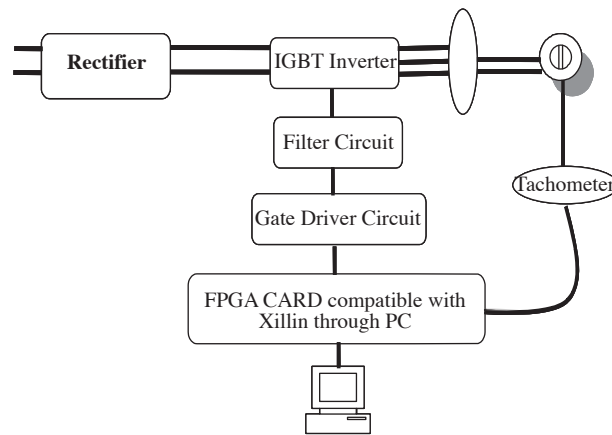 Rectifier
IGBT Inverter
Filter Circuit
Tachometer
Gate Driver Circuit
FPGA CARD compatible with
Xillin through PC